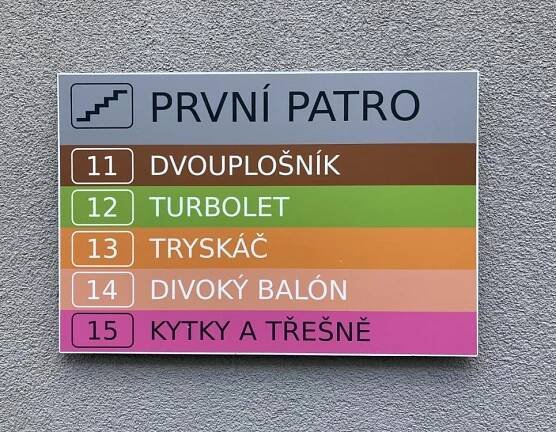 PRVNÍ PATRO
11 DVOUPLOŠNÍK
12 TURBOLET
13 TRYSKÁČ
14 DIVOKÝ BALÓN
15 KYTKY A TŘEŠNĚ